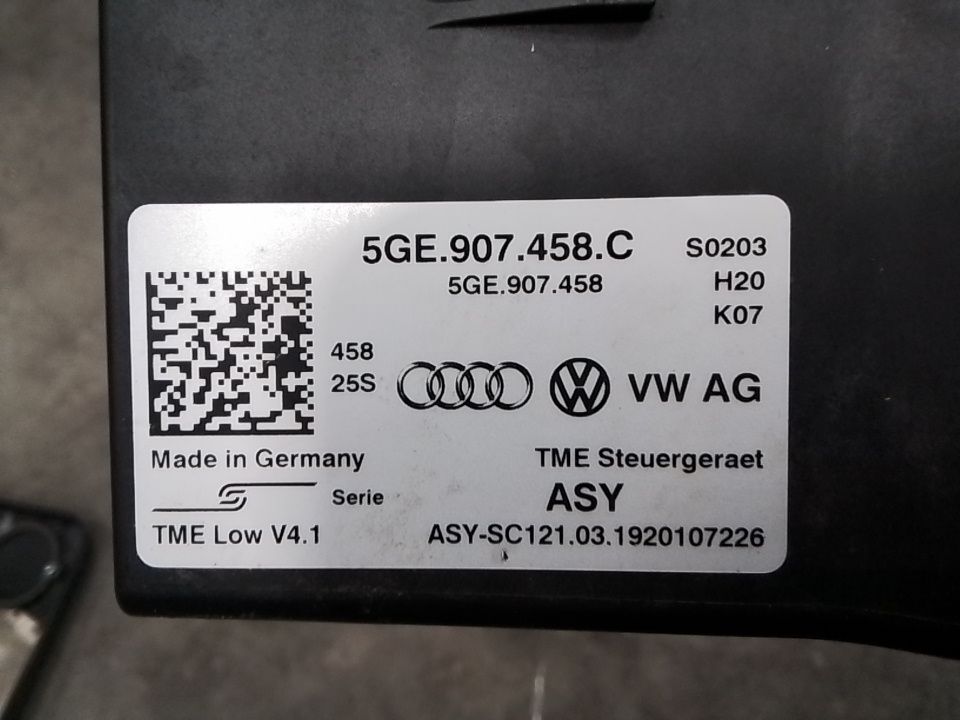 5GE.907.458.C
S0203
5GE.907.458
H20
K07
458
25S
VW AG
Made in Germany
TME Steuergeraet
Serie
ASY
TME Low V4.1
ASY-SC121.03.1920107226